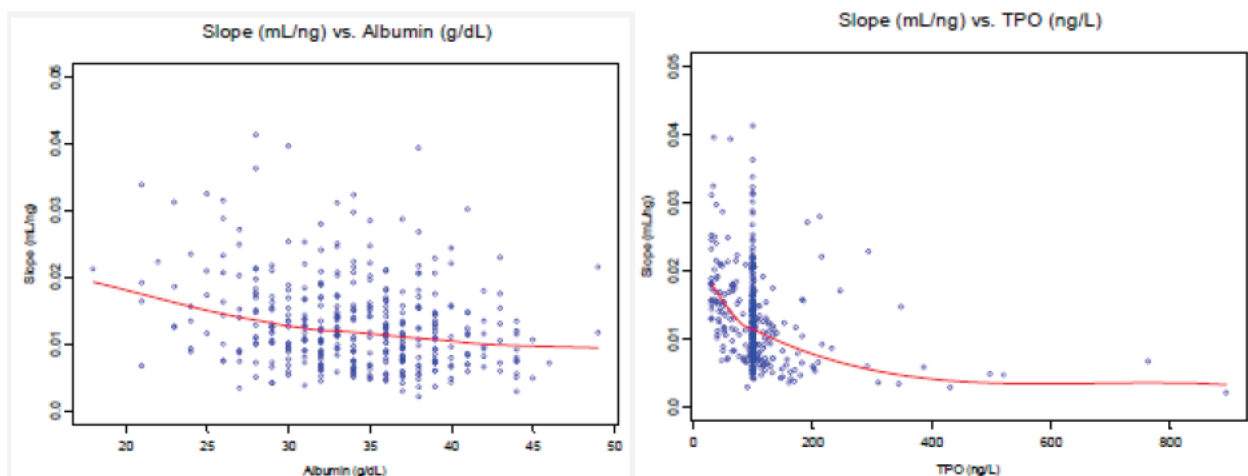 Slope (mL/ng) vs. Albumin (g/dL)
Slope (mL/ng)
0.05
0.04
0.03
0.02
0.01
0.0
20 25 30 35 40 45 50
Albumin (g/dL)
Slope (mL/ng) vs. TPO (ng/L)
Slope (mL/ng)
0.05
0.04
0.03
0.02
0.01
0.0
0 200 400 600 800
TPO (ng/L)